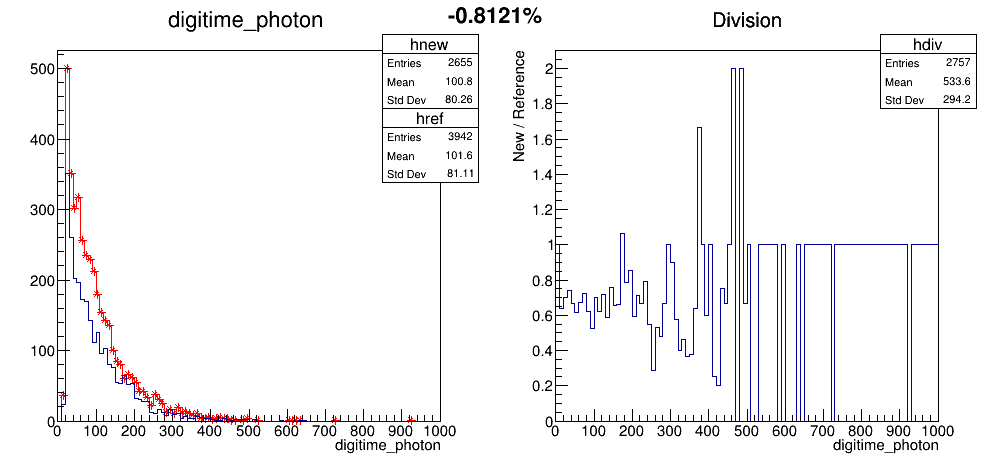 -0.8121%
digitime_photon
hnew
Entries 2655
Mean 100.8
Std Dev 80.26
href
Entries 3942
Mean 101.6
Std Dev 81.11
500
400
300
200
100
0
0 100 200 300 400 500 600 700 800 900 1000
digitime_photon
Division
hdiv
Entries 2757
Mean 533.6
Std Dev 294.2
New / Reference
2
1.8
1.6
1.4
1.2
1
0.8
0.6
0.4
0.2
0
0 100 200 300 400 500 600 700 800 900 1000
digitime_photon